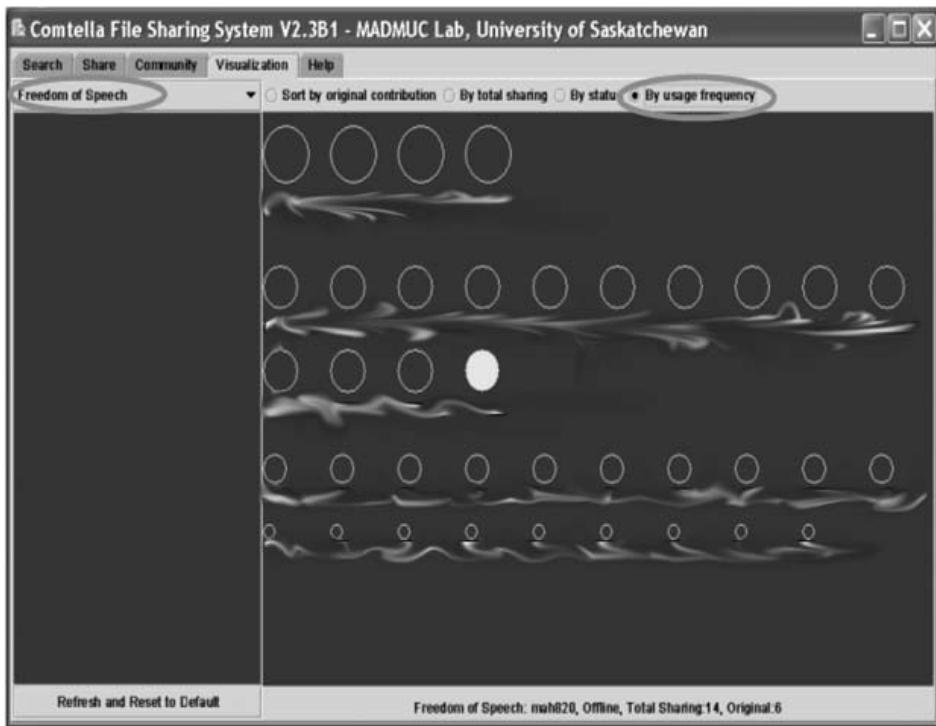 Comtella File Sharing System V2.3B1 - MADMUC Lab, University of Saskatchewan
Search Share Community Visualization Help
Freedom of Speech Sort by original contribution By total sharing By statu By usage frequency
Refresh and Reset to Default
Freedom of Speech: mah820, Offline, Total Sharing:14, Original:6